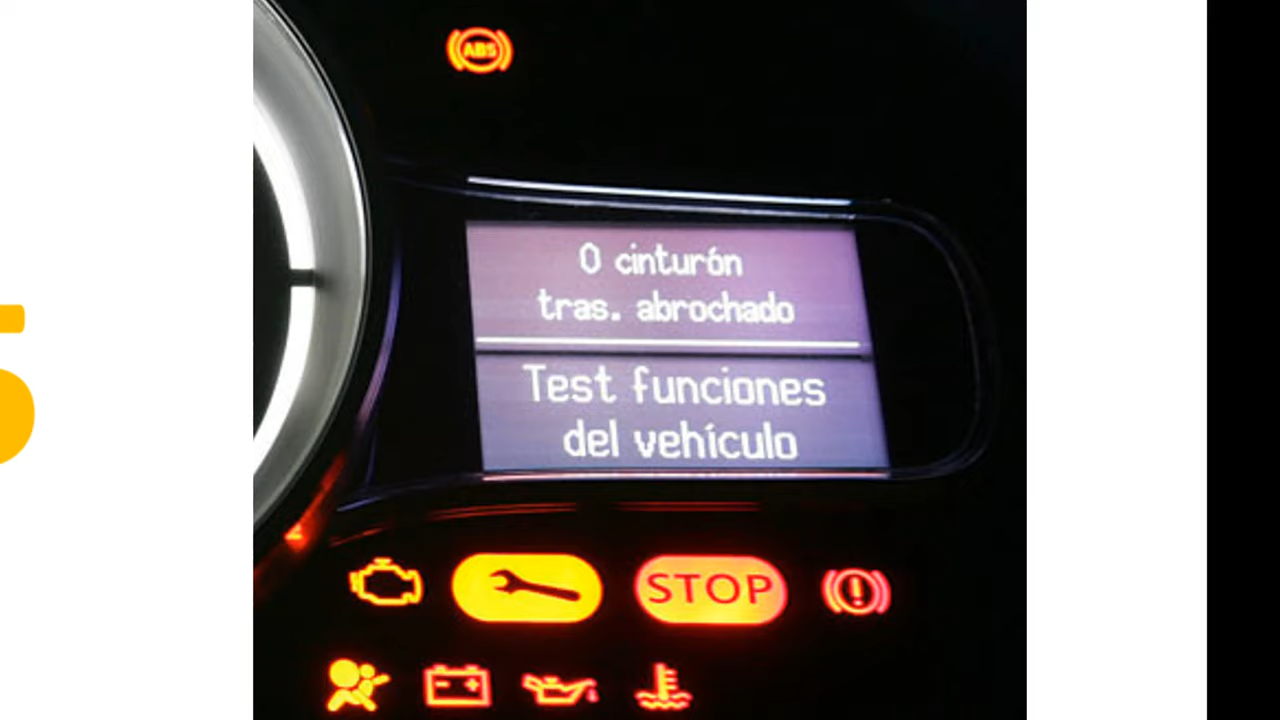 ABS
0 cinturón
tras. abrochado
Test funciones
del vehículo
STOP